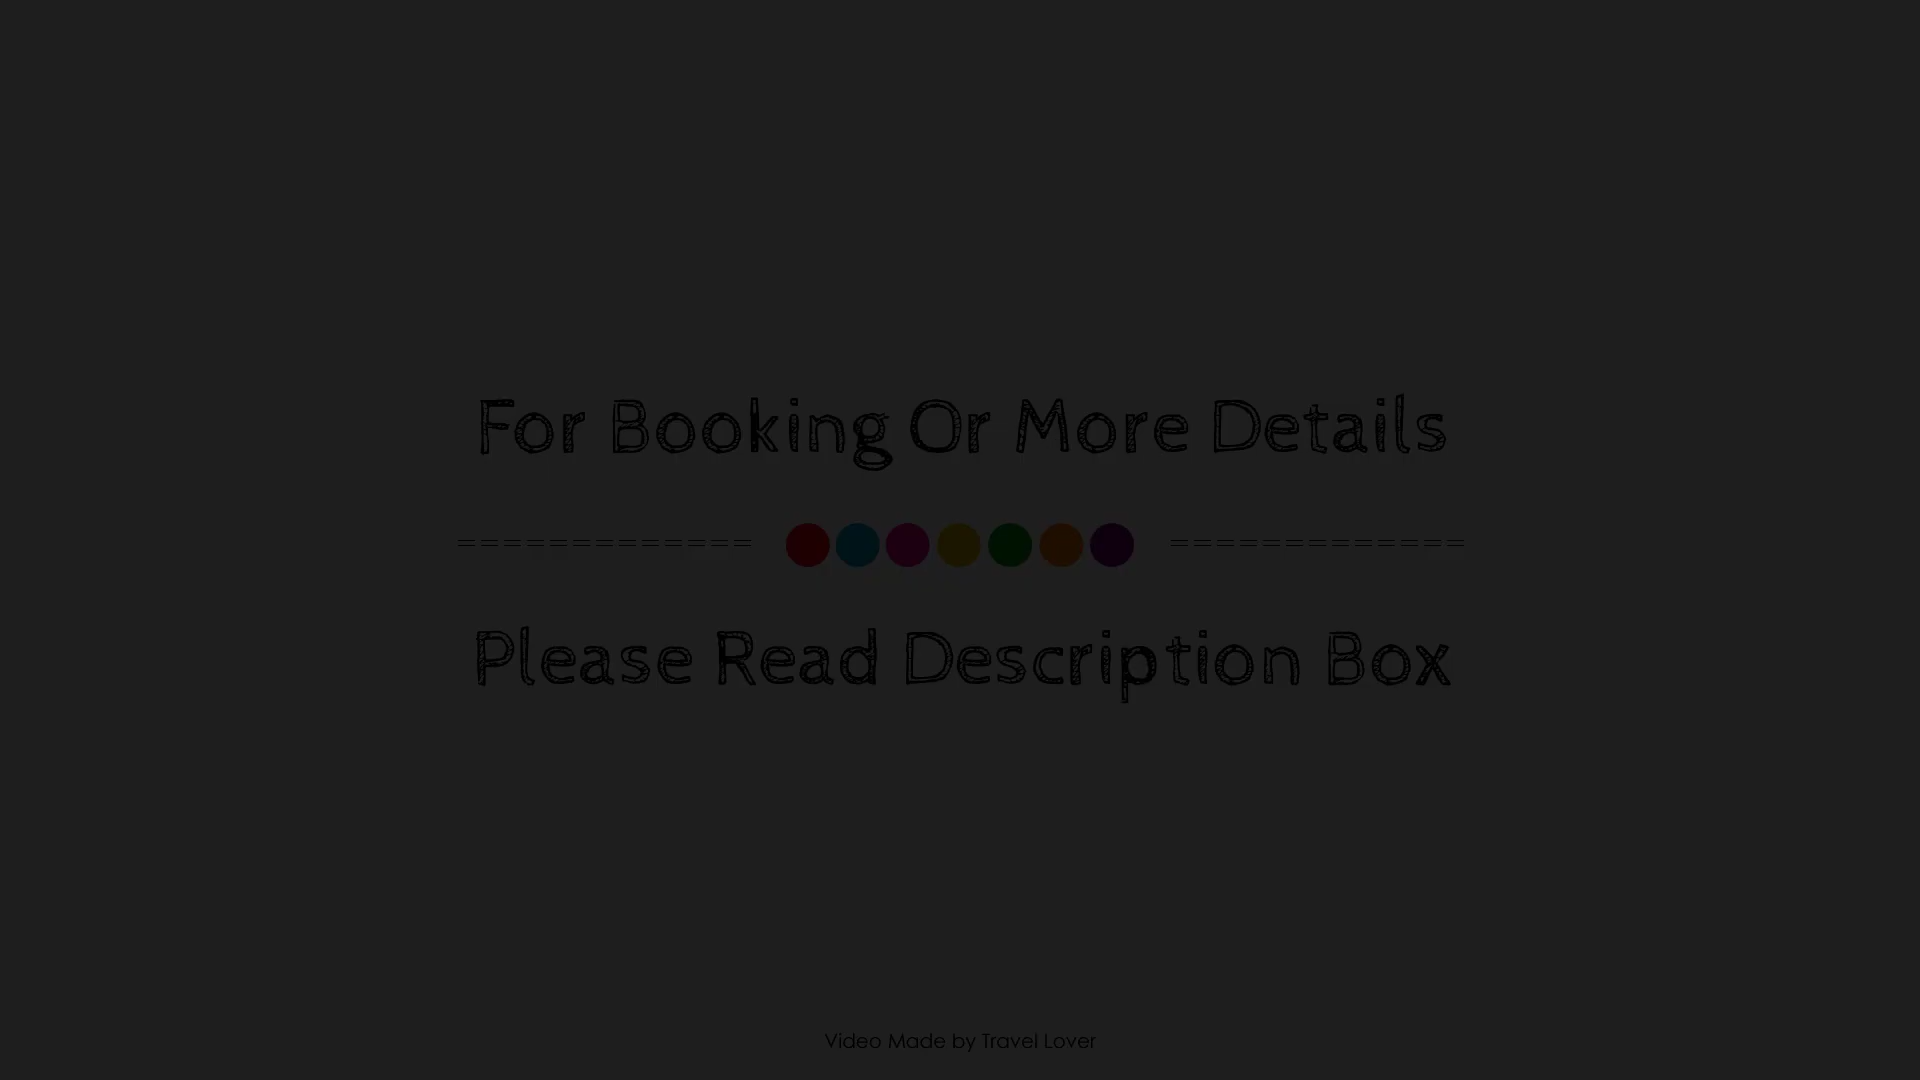 For Booking Or More Details
============= =============
Please Read Description Box
Video Made by Travel Lover